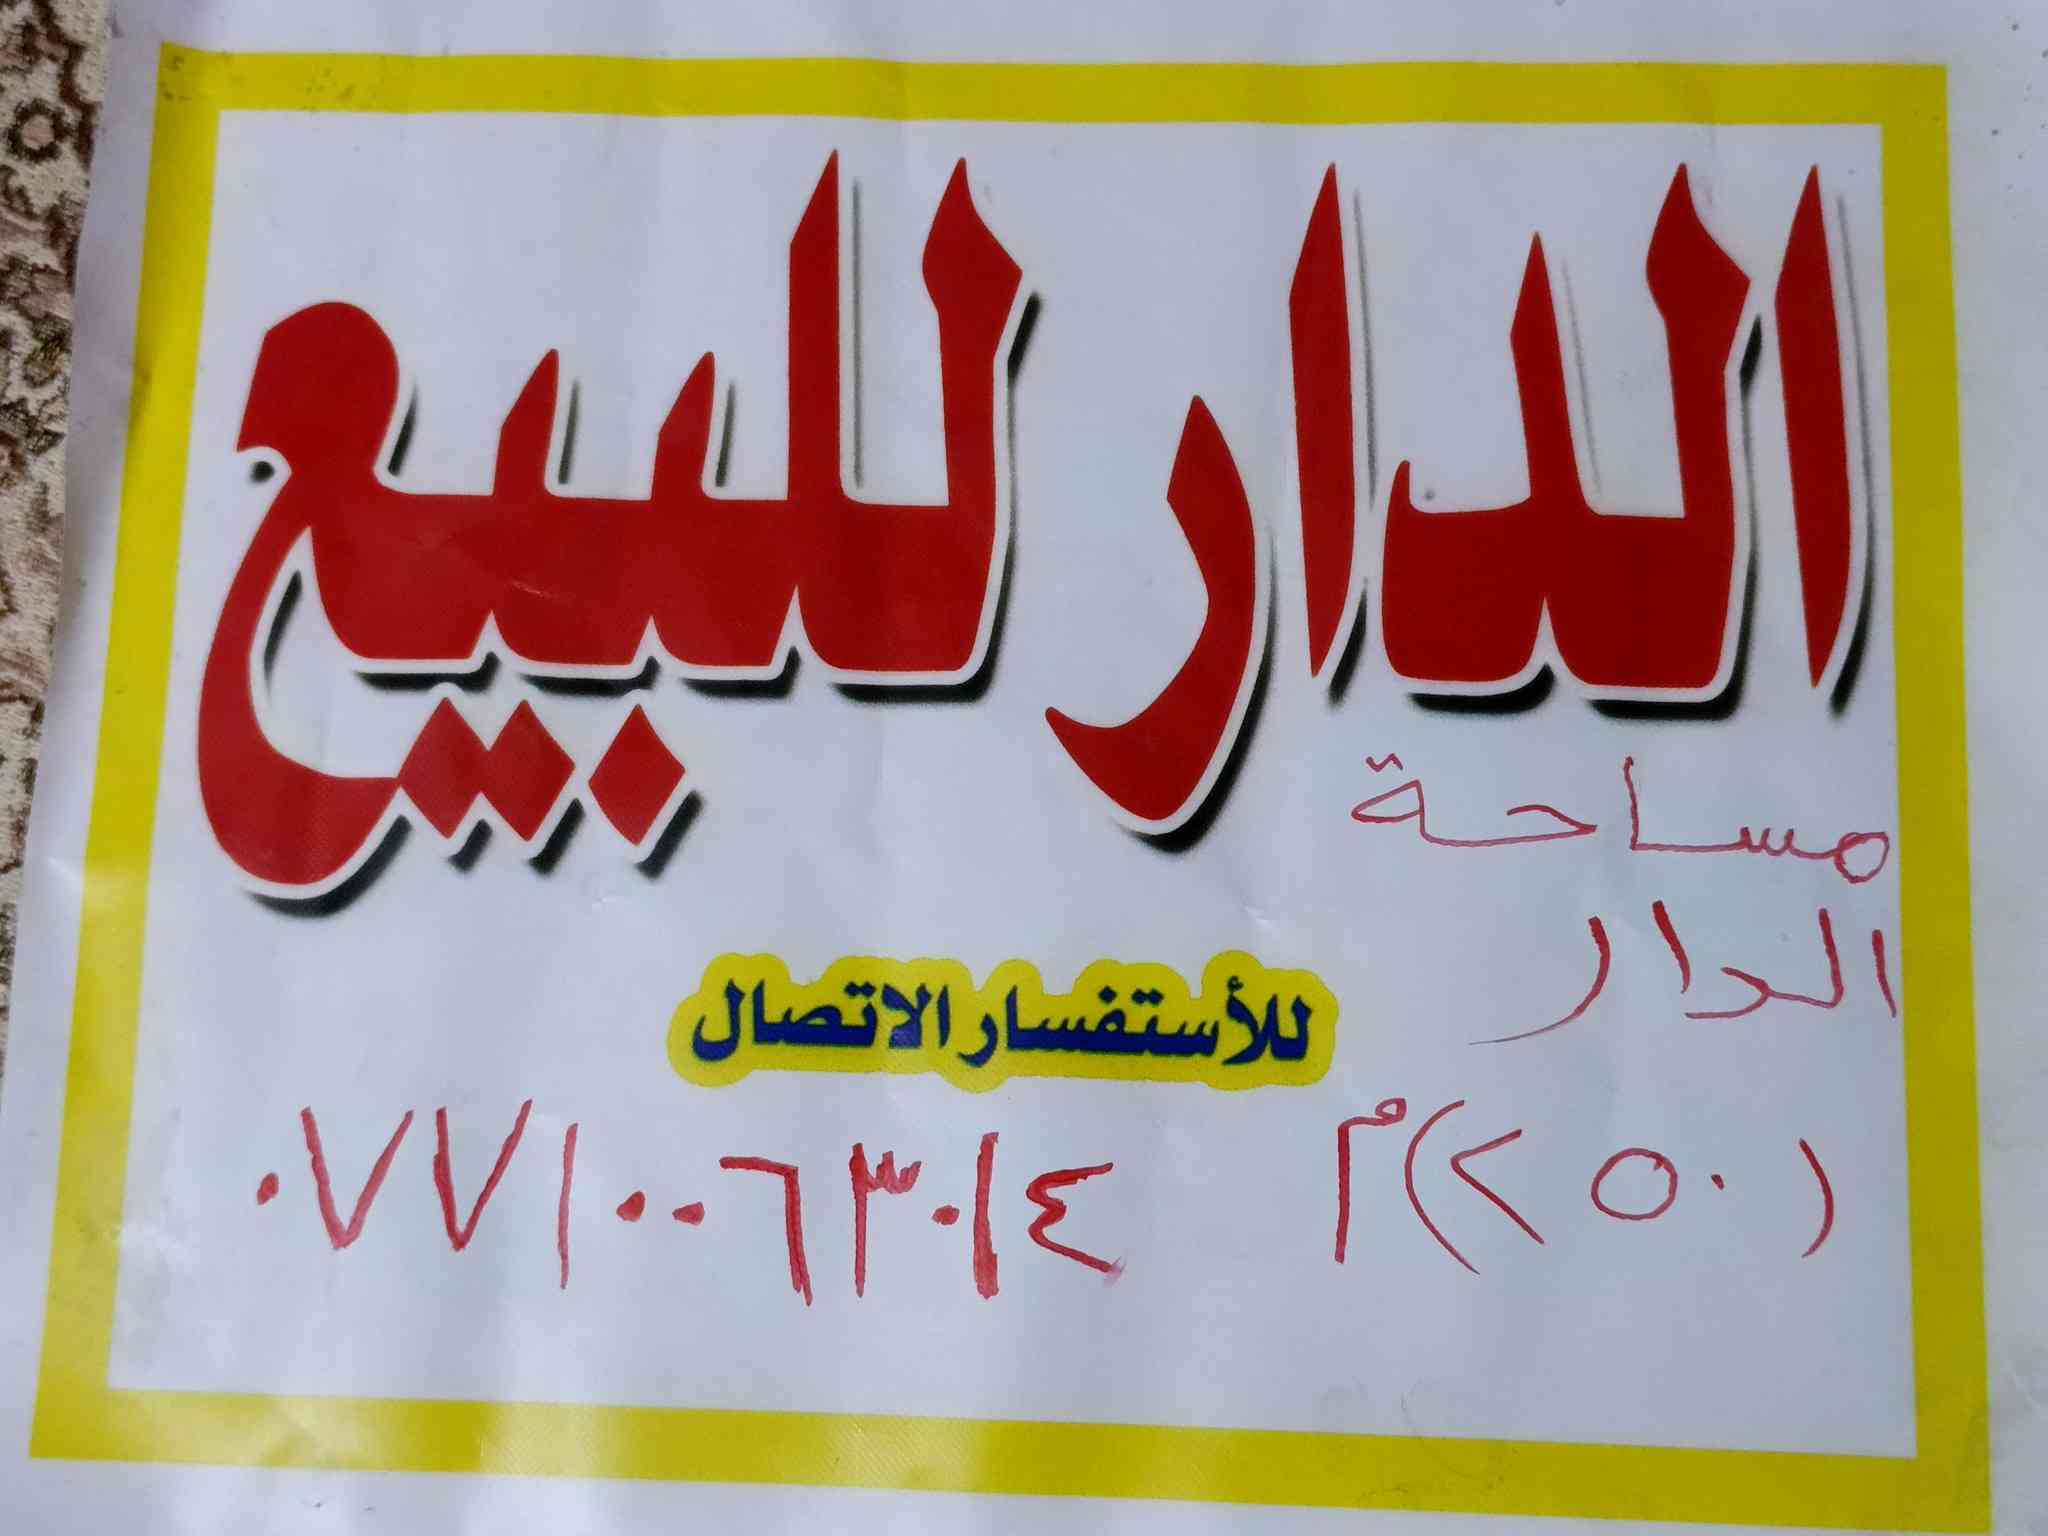 الدار للبيع
مساحة
الدار
(٢٥٠)م
للأستفسار الاتصال
٠٧٧١٠٠٦٣٠١٤